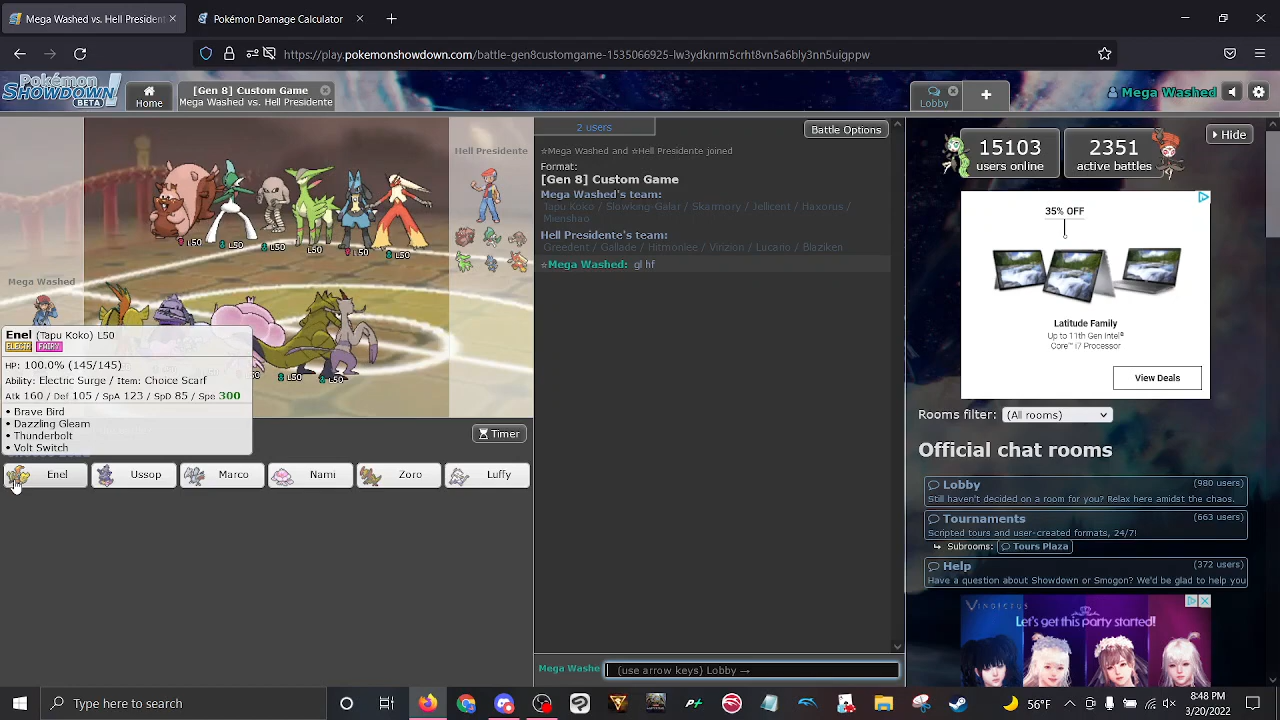 Mega Washed vs. Hell President
Pokémon Damage Calculator
https://play.pokemonshowdown.com/battle-gen8customgame-1535066925-lw3ydknrm5crht8vn5a6bly3nn5uigppw
Pokémon
SHOWDOWN
BETA
Home
[Gen 8] Custom Game
Mega Washed vs. Hell Presidente
Lobby
Mega Washed
Hell Presidente
L50
L50
L50
L50
L50
L50
Mega Washed
Enel (Tapu Koko) L50
ELECTR FAIRY
HP: 100.0% (145/145)
Ability: Electric Surge / Item: Choice Scarf
Atk 160 / Def 105 / SpA 123 / SpD 85 / Spe 300
• Brave Bird
• Dazzling Gleam
• Thunderbolt
• Volt Switch
L50
L50
Timer
Enel
Ussop
Marco
Nami
Zoro
Luffy
2 users
Battle Options
☆Mega Washed and ☆Hell Presidente joined
Format:
[Gen 8] Custom Game
Mega Washed's team:
Tapu Koko / Slowking-Galar / Skarmory / Jellicent / Haxorus /
Mienshao
Hell Presidente's team:
Greedent / Gallade / Hitmonlee / Virizion / Lucario / Blaziken
☆Mega Washed: gl hf
Mega Washe
(use arrow keys) Lobby →
15103
users online
2351
active battles
Hide
35% OFF
Latitude Family
Up to 11th Gen Intel®
Core™ i7 Processor
View Deals
Rooms filter: (All rooms)
Official chat rooms
Lobby (980 users)
Still haven't decided on a room for you? Relax here amidst the chaos.
Tournaments (663 users)
Scripted tours and user-created formats, 24/7!
Subrooms: Tours Plaza
Help (372 users)
Have a question about Showdown or Smogon? We'd be glad to help you
VINDICTUS
Let's get this party started!
Type here to search
56°F
8:48 PM
3/20/2022